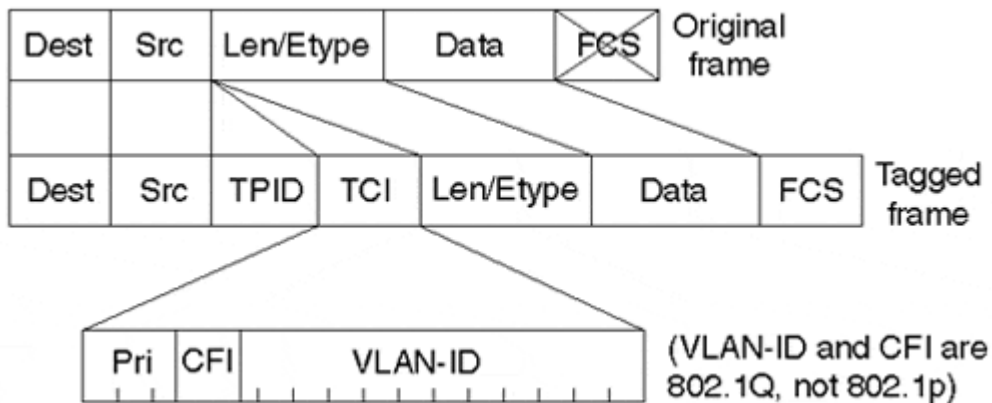 Dest Src Len/Etype Data FCS Original
frame
Dest Src TPID TCI Len/Etype Data FCS Tagged
frame
Pri CFI VLAN-ID (VLAN-ID and CFI are
802.1Q, not 802.1p)